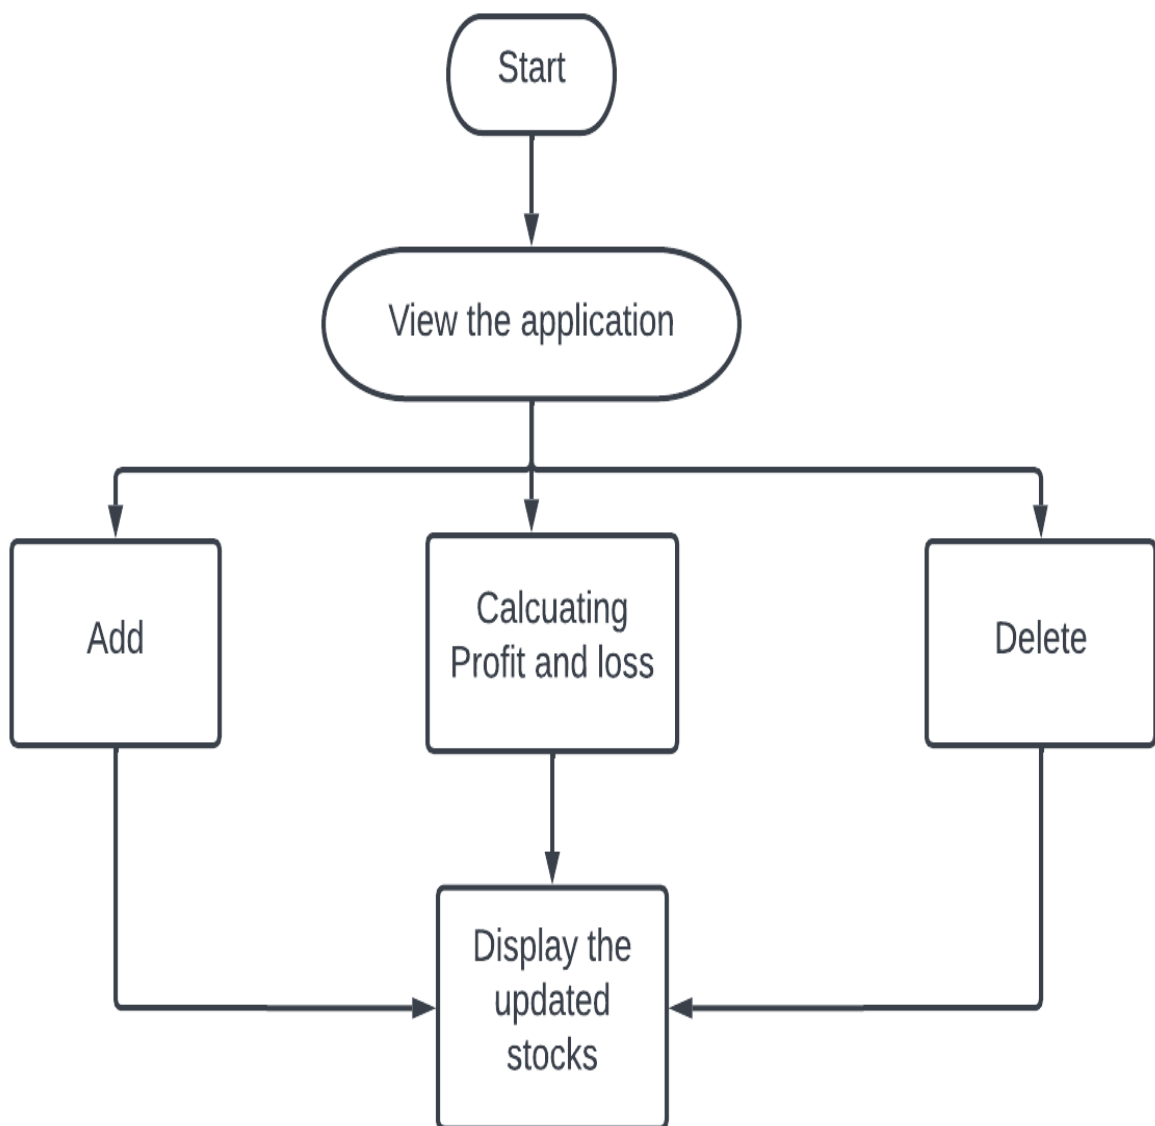 Start
View the application
Add
Calcuating
Profit and loss
Delete
Display the
updated
stocks